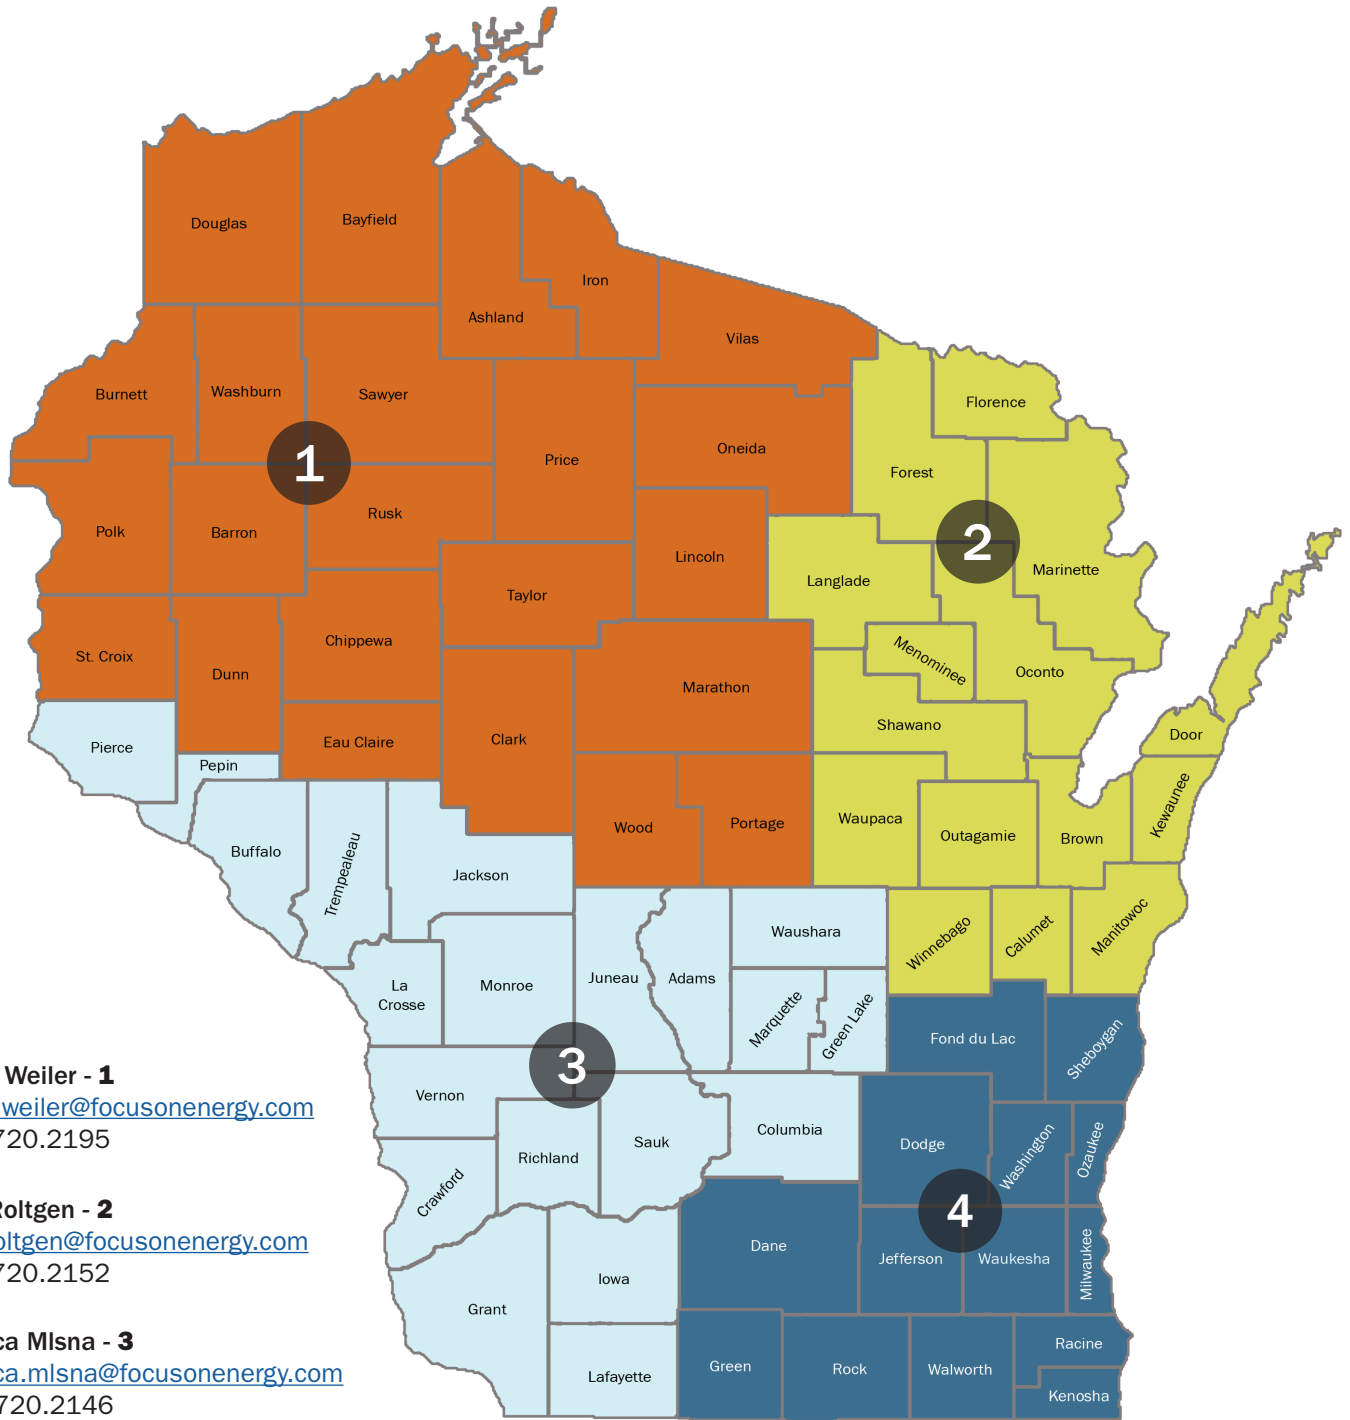 Douglas
Bayfield
Iron
Ashland
Vilas
Burnett
Washburn
Sawyer
Florence
Price
Oneida
1
Forest
Polk
Barron
Rusk
2
Lincoln
Marinette
Langlade
Taylor
Chippewa
St. Croix
Dunn
Menominee
Oconto
Marathon
Shawano
Door
Eau Claire
Clark
Pierce
Pepin
Kewaunee
Waupaca
Wood
Portage
Outagamie
Brown
Buffalo
Trempealeau
Jackson
Waushara
Winnebago
Calumet
Manitowoc
Juneau
Adams
La
Crosse
Monroe
Marquette
Green Lake
Fond du Lac
Sheboygan
3
Vernon
Columbia
Sauk
Richland
Dodge
Washington
Ozaukee
Crawford
4
Dane
Jefferson
Waukesha
Milwaukee
Iowa
Grant
Lafayette
Green
Rock
Walworth
Racine
Kenosha
Weiler - 1
weiler@focusonenergy.com
720.2195
Roltgen - 2
oltgen@focusonenergy.com
720.2152
ca Mlsna - 3
ca.mlsna@focusonenergy.com
720.2146